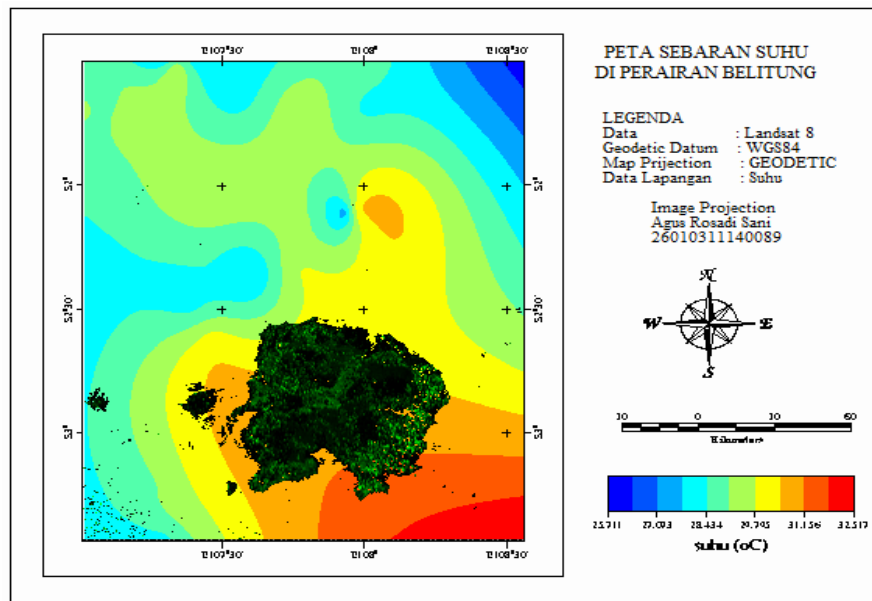 PETA SEBARAN SUHU
DI PERAIRAN BELITUNG
LEGENDA
Data : Landsat 8
Geodetic Datum : WGS84
Map Prijection : GEODETIC
Data Lapangan : Suhu
Image Projection
Agus Rosadi Sani
26010311140089
N
W E
S
30 0 30 60
Kilometers
25.711 27.073 28.434 29.795 31.156 32.517
suhu (oC)